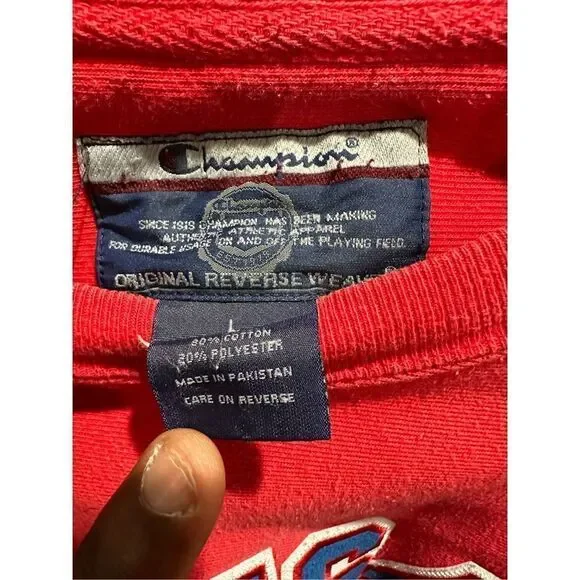 Champion®
SINCE 1919 CHAMPION HAS BEEN MAKING
AUTHENTIC ATHLETIC APPAREL
FOR DURABLE USAGE ON AND OFF THE PLAYING FIELD.
ORIGINAL REVERSE WEAVE
L
80% COTTON
20% POLYESTER
MADE IN PAKISTAN
CARE ON REVERSE